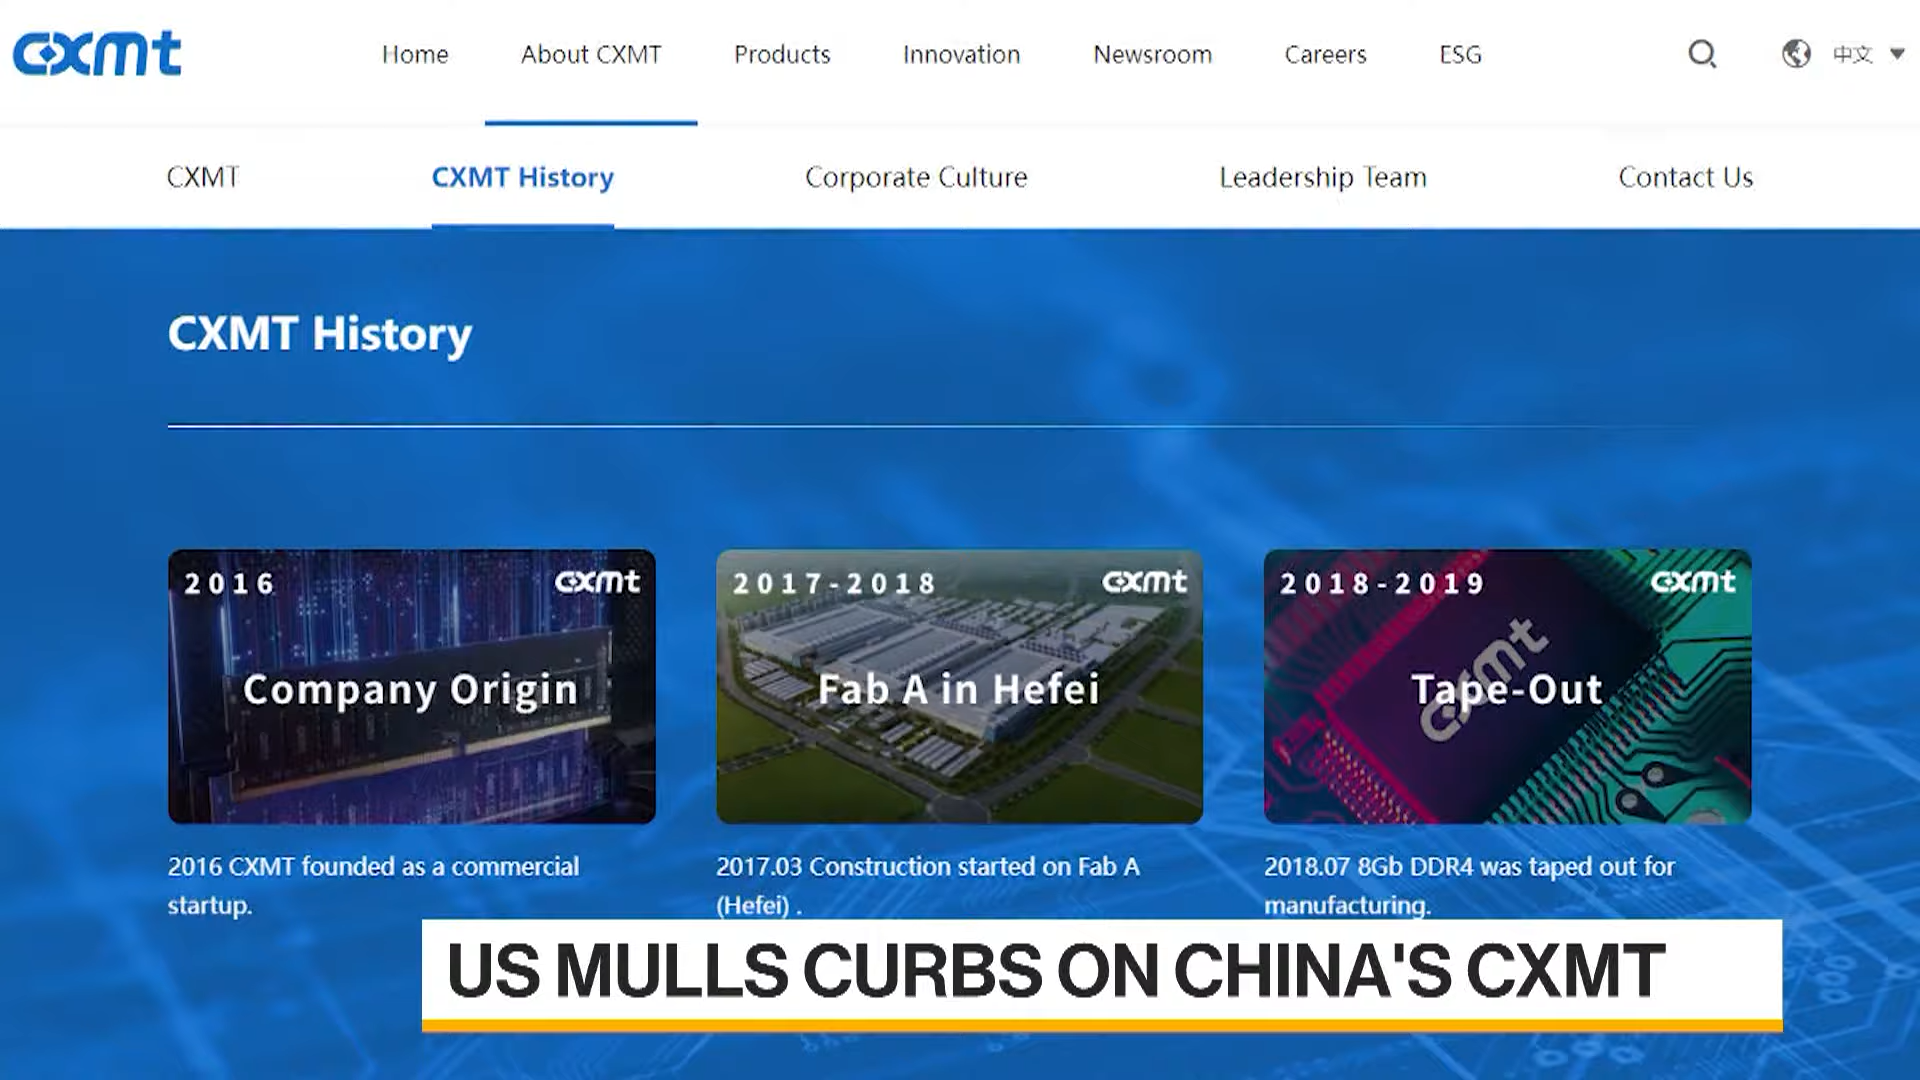 cxmt
Home
About CXMT
Products
Innovation
Newsroom
Careers
ESG
中文
CXMT
CXMT History
Corporate Culture
Leadership Team
Contact Us
CXMT History
2016
cxmt
Company Origin
2016 CXMT founded as a commercial
startup.
2017-2018
cxmt
Fab A in Hefei
2017.03 Construction started on Fab A
(Hefei) .
2018-2019
cxmt
cxmt
Tape-Out
2018.07 8Gb DDR4 was taped out for
manufacturing.
US MULLS CURBS ON CHINA'S CXMT